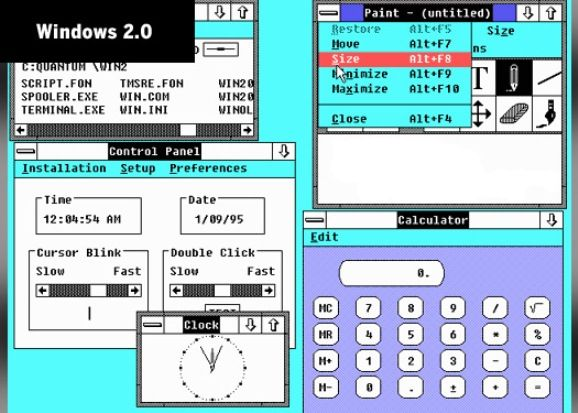 Windows 2.0
C:QUANTUM \WIN2
SCRIPT.FON TMSRE.FON WIN20
SPOOLER.EXE WIN.COM WIN20
TERMINAL.EXE WIN.INI WINOL
Paint - (untitled)
Restore Alt+F5
Move Alt+F7
Size Alt+F8
Minimize Alt+F9
Maximize Alt+F10
Close Alt+F4
Size
ns
T
Control Panel
Installation Setup Preferences
Time
12:04:54 AM
Date
1/09/95
Cursor Blink
Slow Fast
Double Click
Slow Fast
Clock
Calculator
Edit
0.
MC 7 8 9 / √
MR 4 5 6 * %
M+ 1 2 3 - C
M- 0 . ± + =